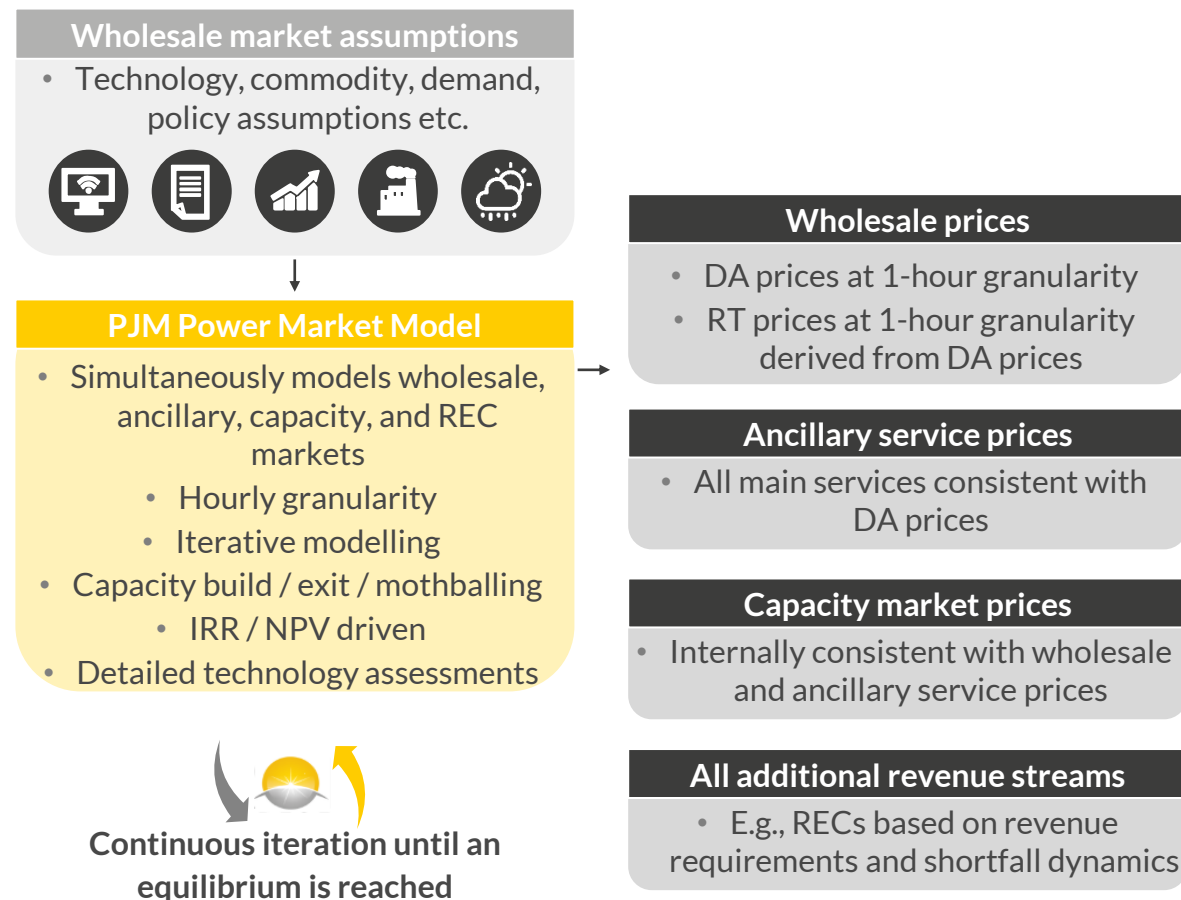 Wholesale market assumptions
• Technology, commodity, demand,
policy assumptions etc.
PJM Power Market Model
• Simultaneously models wholesale,
ancillary, capacity, and REC
markets
• Hourly granularity
• Iterative modelling
• Capacity build / exit / mothballing
• IRR / NPV driven
• Detailed technology assessments
Continuous iteration until an
equilibrium is reached
Wholesale prices
• DA prices at 1-hour granularity
• RT prices at 1-hour granularity
derived from DA prices
Ancillary service prices
• All main services consistent with
DA prices
Capacity market prices
• Internally consistent with wholesale
and ancillary service prices
All additional revenue streams
• E.g., RECs based on revenue
requirements and shortfall dynamics